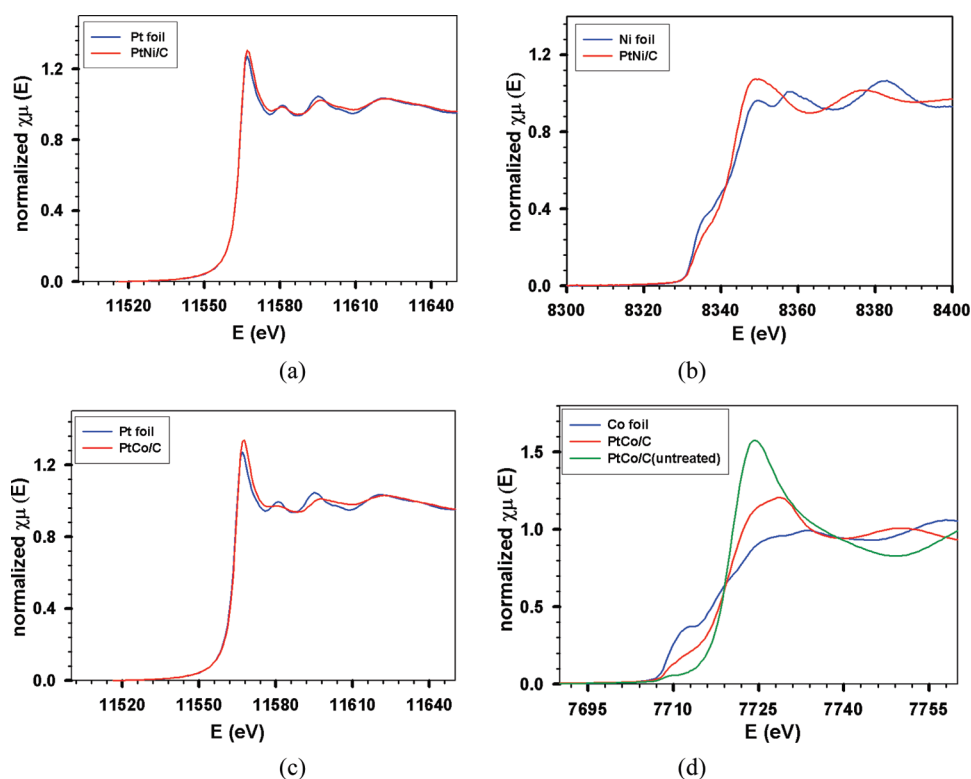 Pt foil
PtNi/C
normalized χμ (E)
1.2
0.8
0.4
0.0
11520 11560 11580 11610 11640
E (eV)
(a)
Ni foil
PtNi/C
normalized χμ (E)
1.2
0.8
0.4
0.0
8300 8320 8340 8360 8380 8400
E (eV)
(b)
Pt foil
PtCo/C
normalized χμ (E)
1.2
0.8
0.4
0.0
11520 11560 11580 11610 11640
E (eV)
(c)
Co foil
PtCo/C
PtCo/C(untreated)
normalized χμ (E)
1.5
1.0
0.5
0.0
7695 7710 7725 7740 7755
E (eV)
(d)